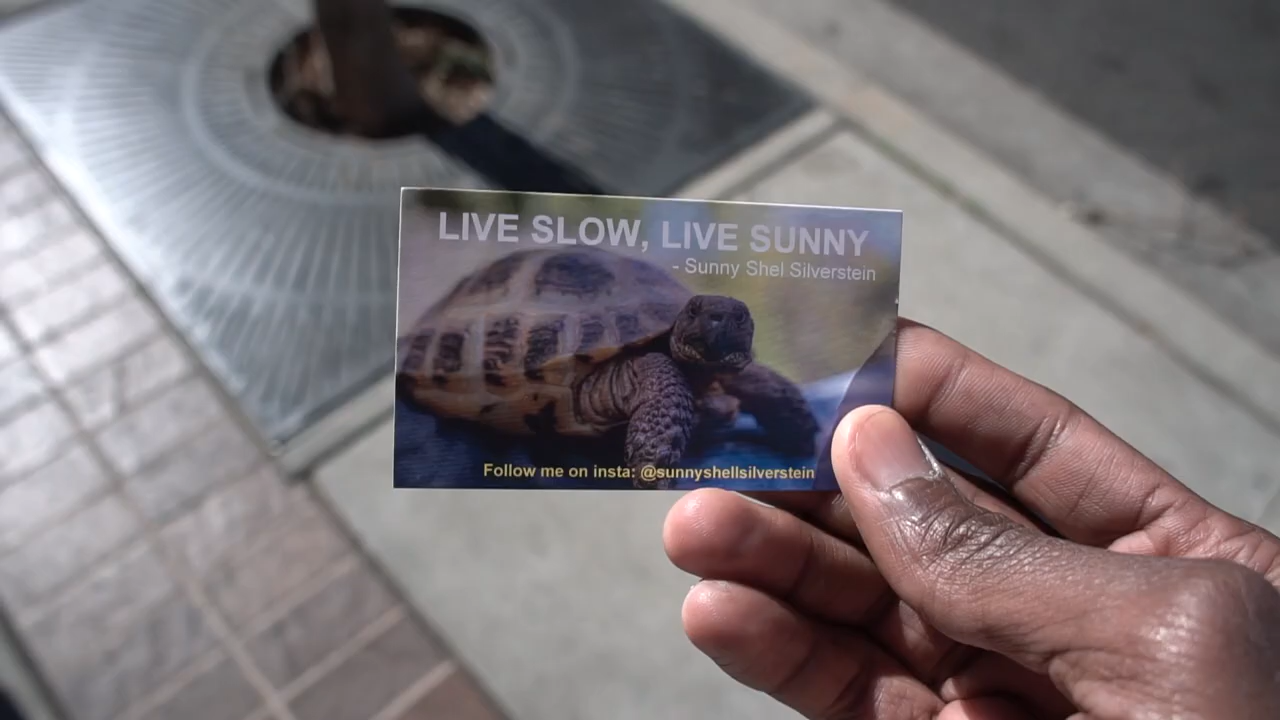 LIVE SLOW, LIVE SUNNY
- Sunny Shel Silverstein
Follow me on insta: @sunnyshellsilverstein